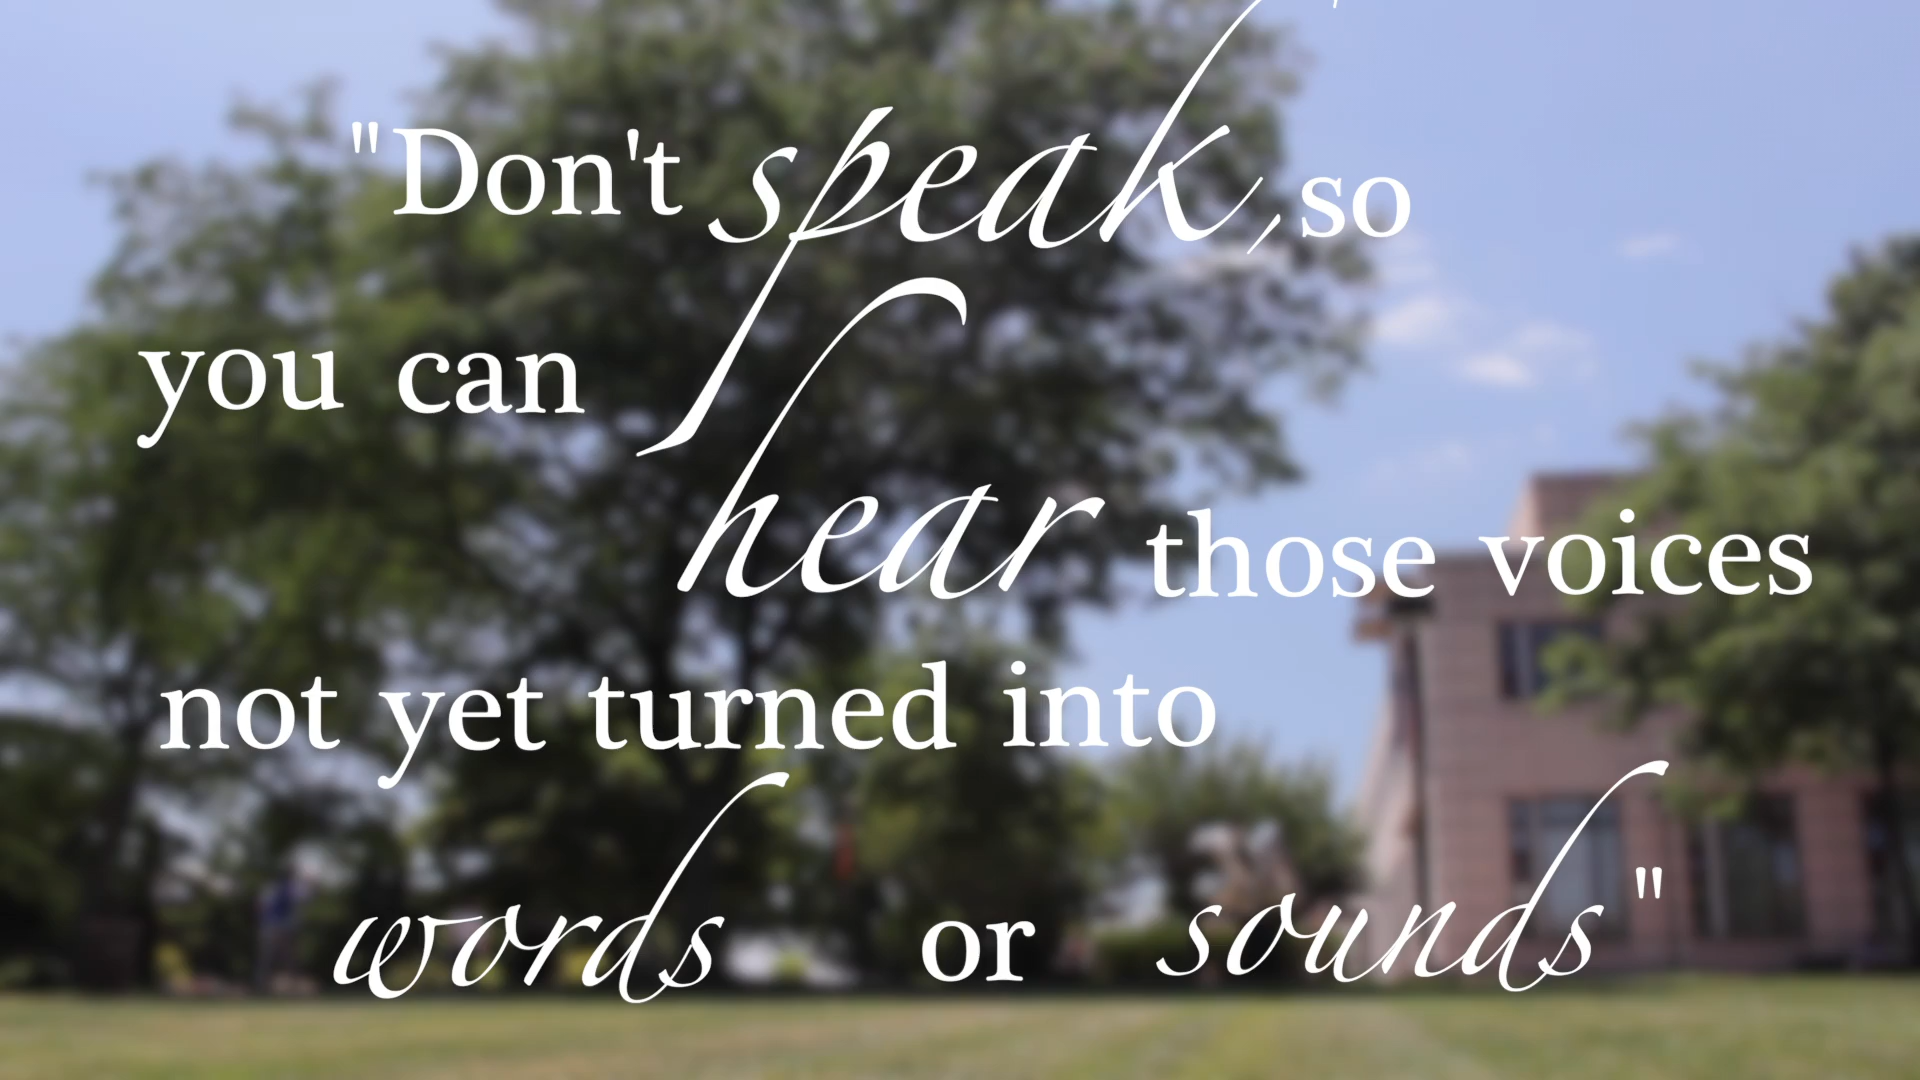 "Don't speak, so
you can
hear those voices
not yet turned into
words or sounds"